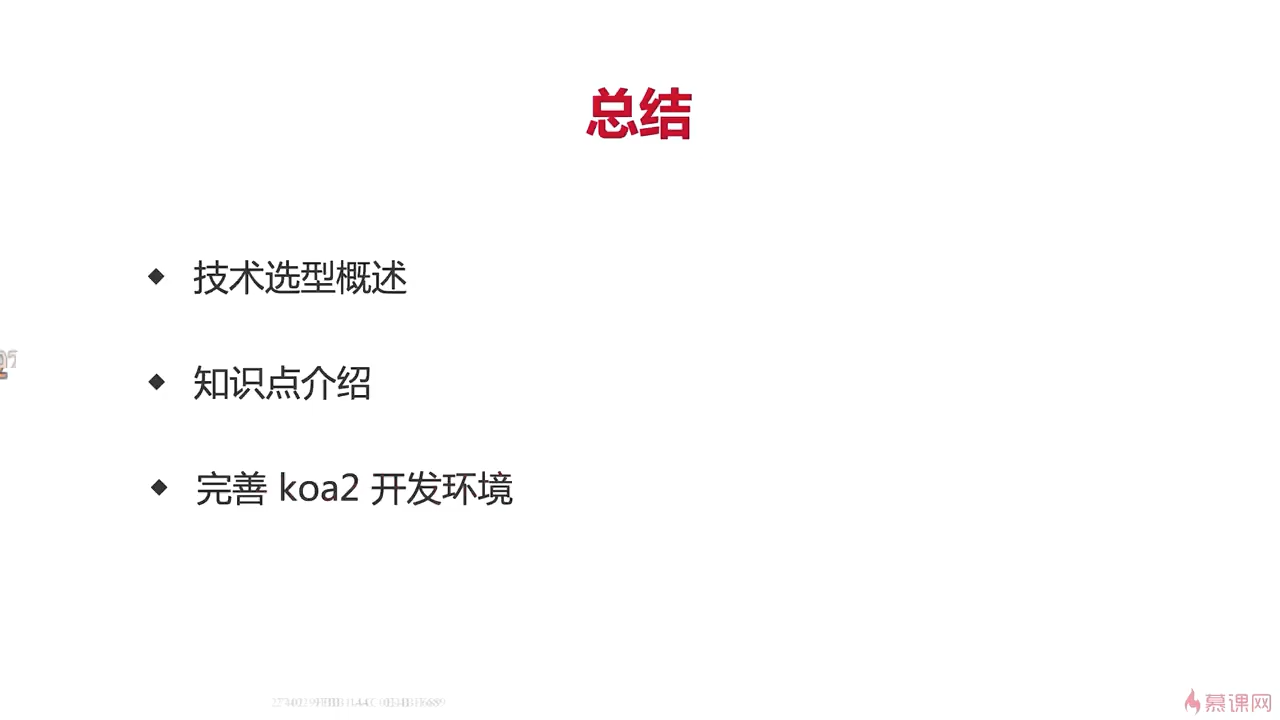 总结
技术选型概述
知识点介绍
完善 koa2 开发环境
慕课网